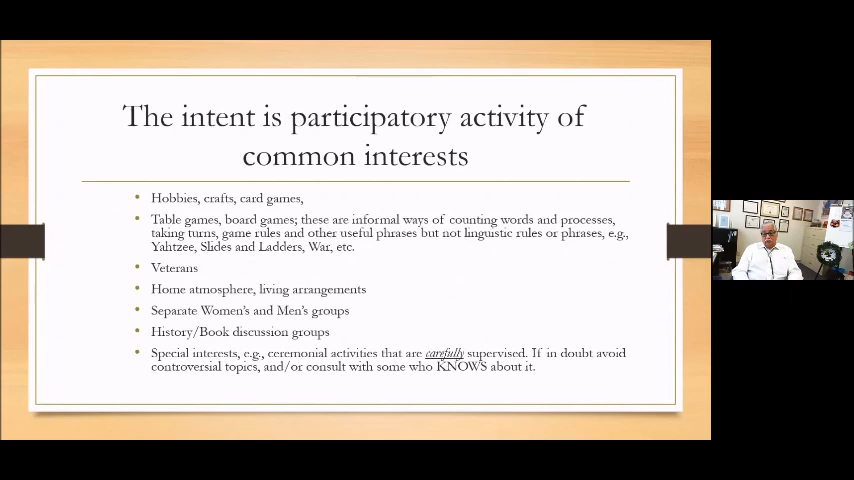 The intent is participatory activity of
common interests
• Hobbies, crafts, card games,
• Table games, board games; these are informal ways of counting words and processes,
taking turns, game rules and other useful phrases but not linguistic rules or phrases, e.g.,
Yahtzee, Slides and Ladders, War, etc.
• Veterans
• Home atmosphere, living arrangements
• Separate Women's and Men's groups
• History/Book discussion groups
• Special interests, e.g., ceremonial activities that are carefully supervised. If in doubt avoid
controversial topics, and/or consult with some who KNOWS about it.